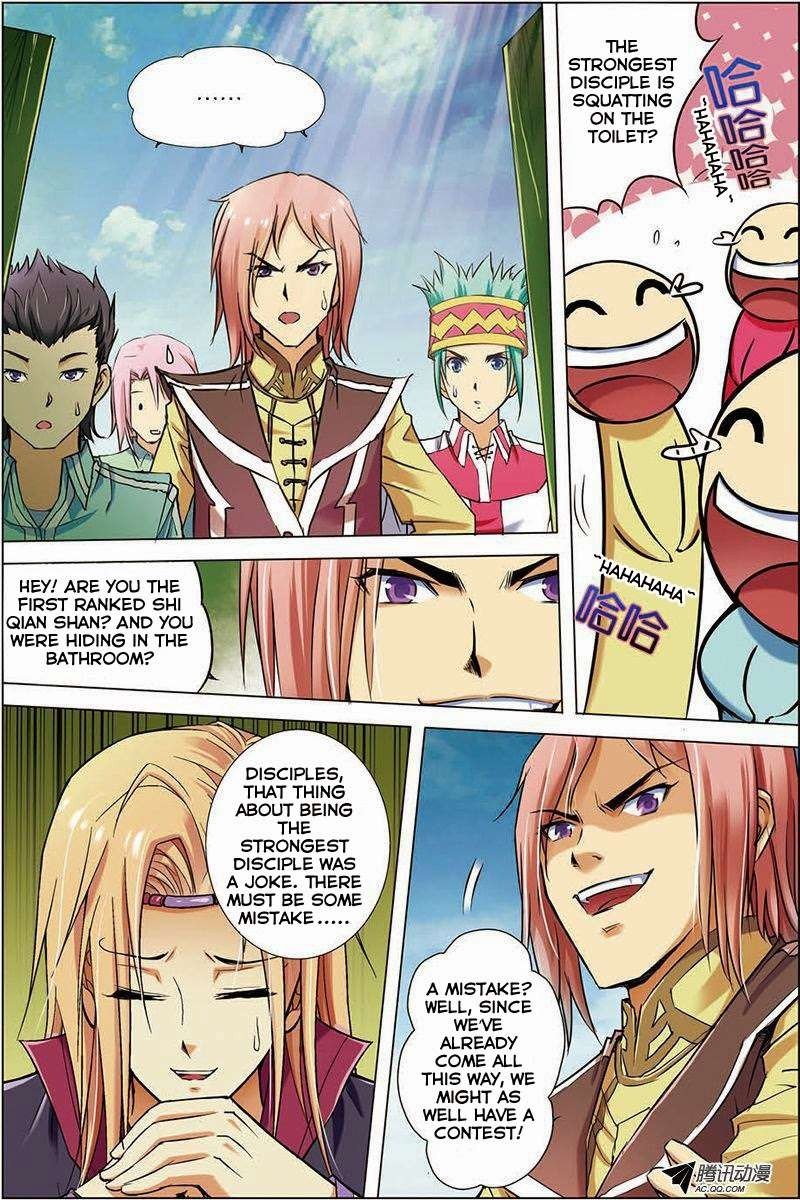 ......
THE
STRONGEST
DISCIPLE IS
SQUATTING
ON THE
TOILET?
哈哈哈哈
~HAHAHAHA~
HEY! ARE YOU THE
FIRST RANKED SHI
QIAN SHAN? AND YOU
WERE HIDING IN THE
BATHROOM?
~HAHAHAHA~
哈哈
DISCIPLES,
THAT THING
ABOUT BEING
THE
STRONGEST
DISCIPLE WAS
A JOKE. THERE
MUST BE SOME
MISTAKE.....
A MISTAKE?
WELL, SINCE
WE'VE
ALREADY
COME ALL
THIS WAY, WE
MIGHT AS
WELL HAVE A
CONTEST!
腾讯动漫
AC.QQ.COM